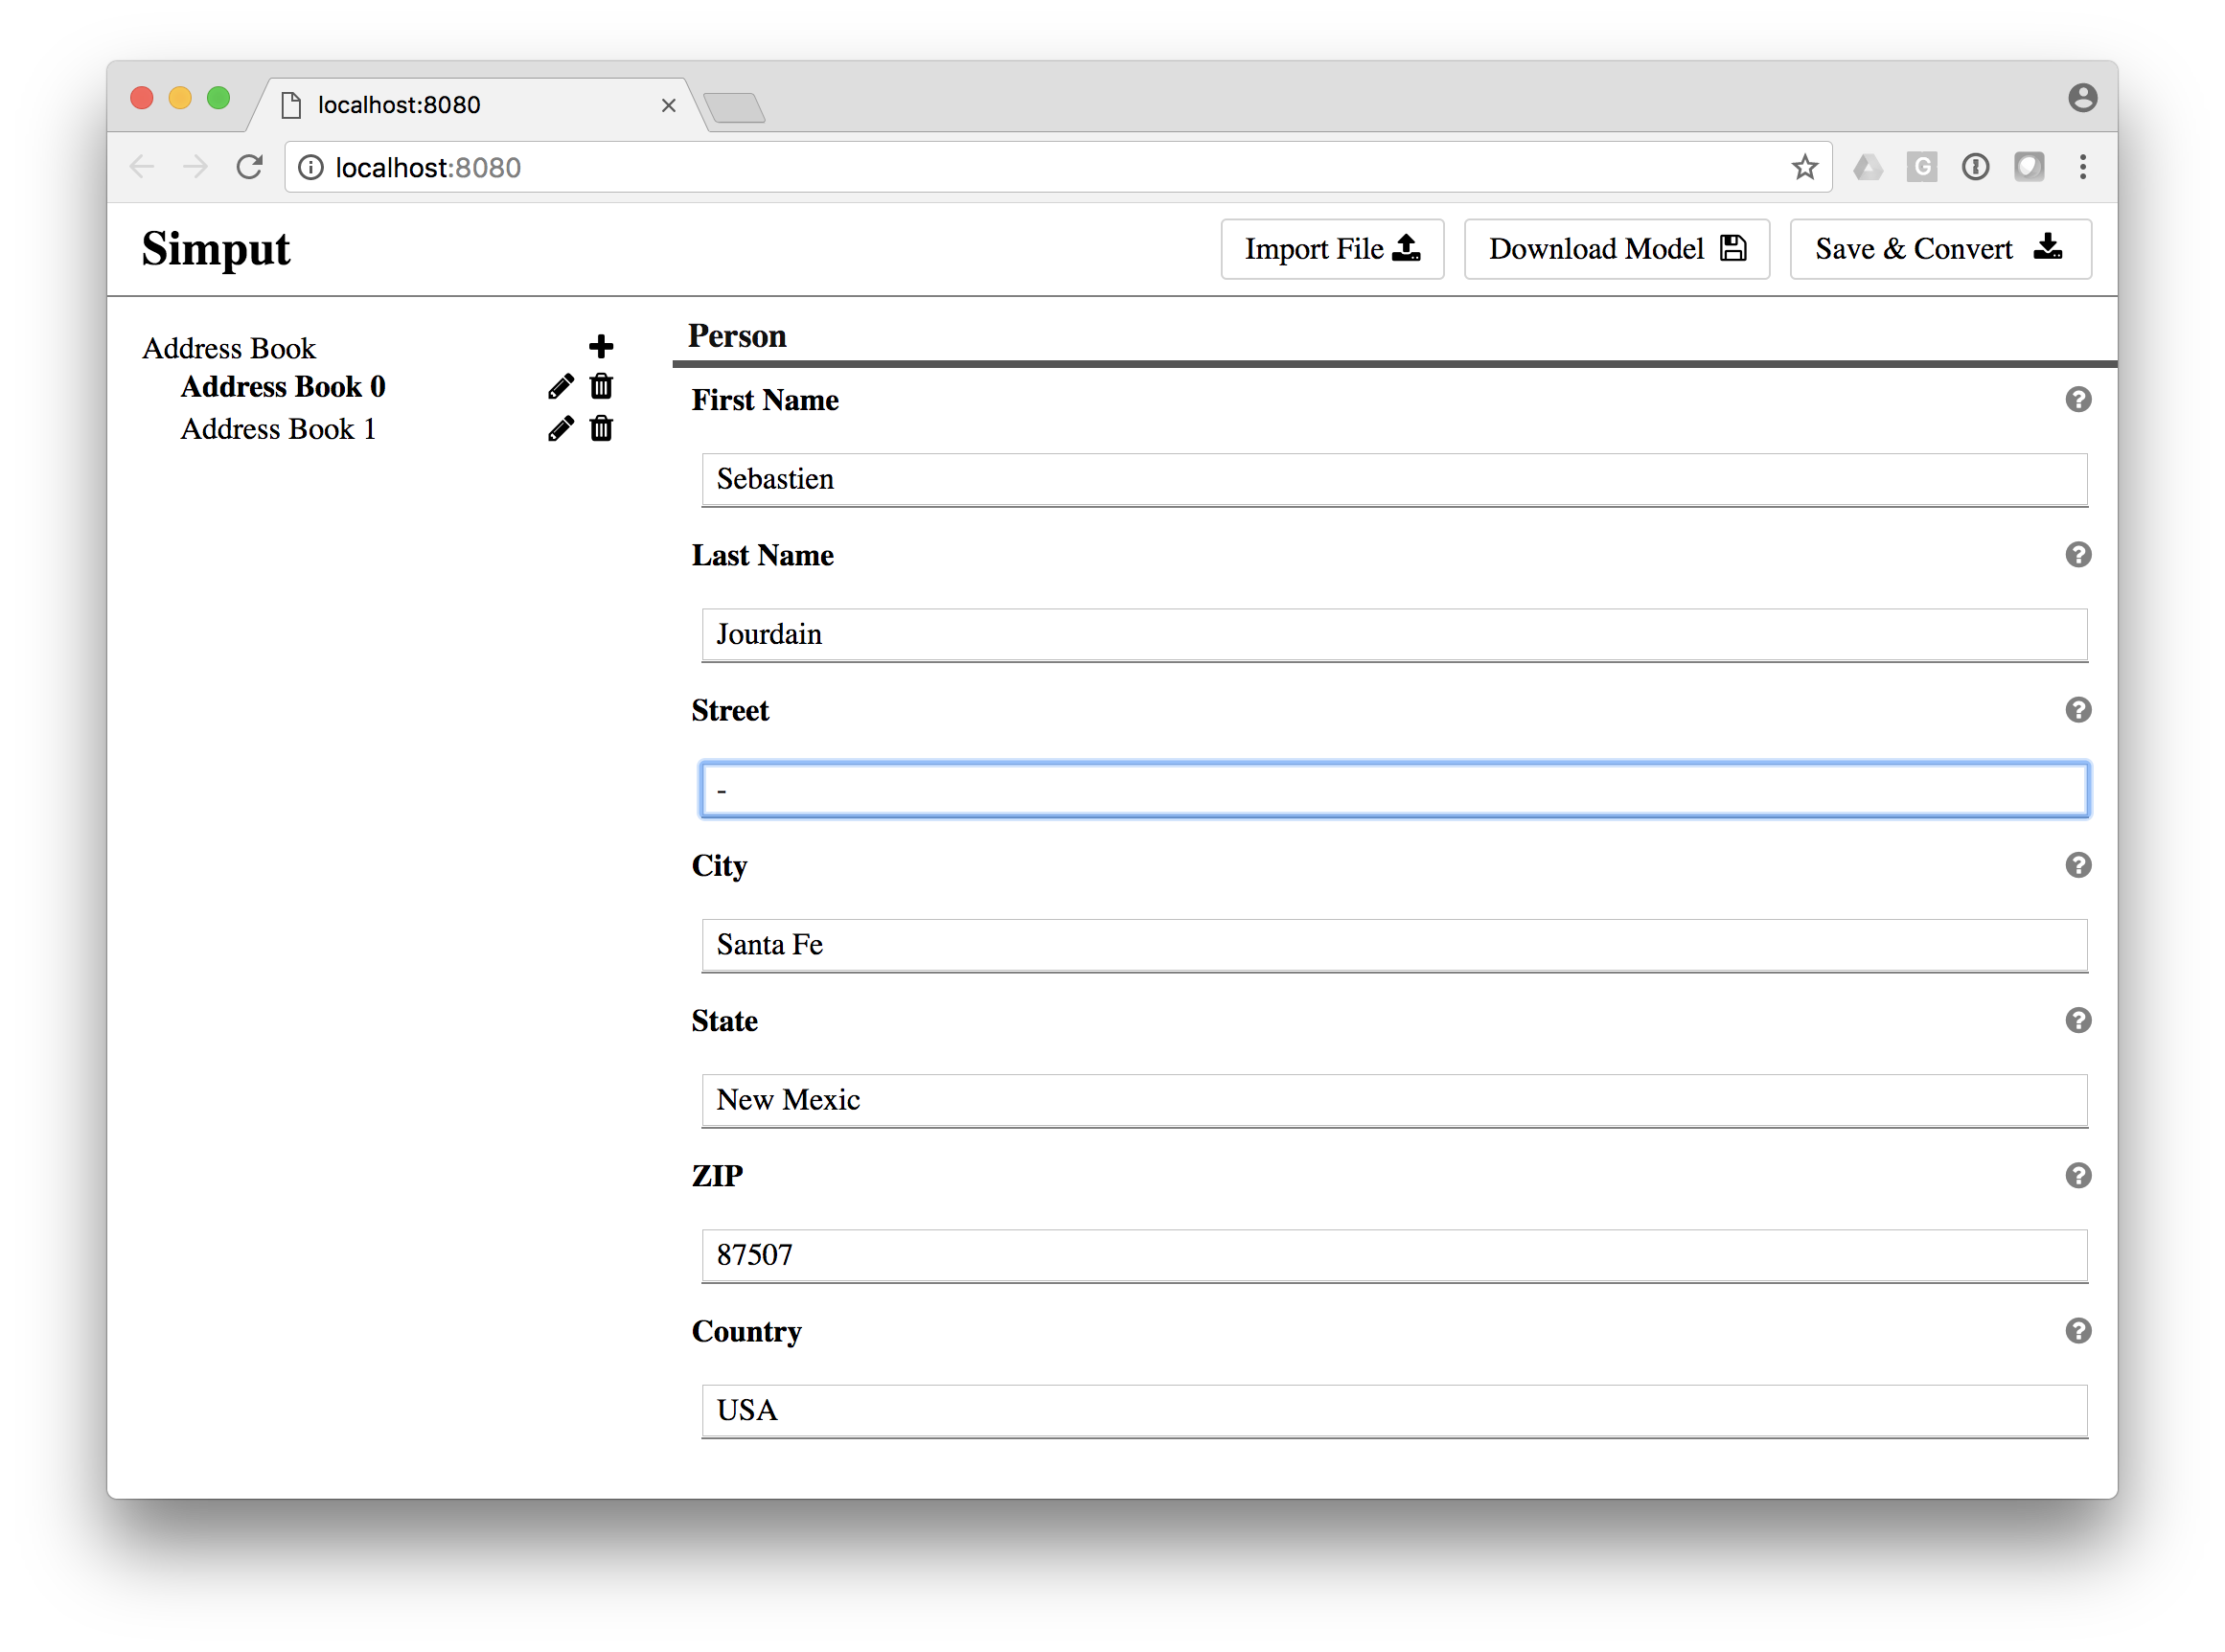 localhost:8080
localhost:8080
Simput
Import File
Download Model
Save & Convert
Address Book
Address Book 0
Address Book 1
Person
First Name
Sebastien
Last Name
Jourdain
Street
-
City
Santa Fe
State
New Mexic
ZIP
87507
Country
USA